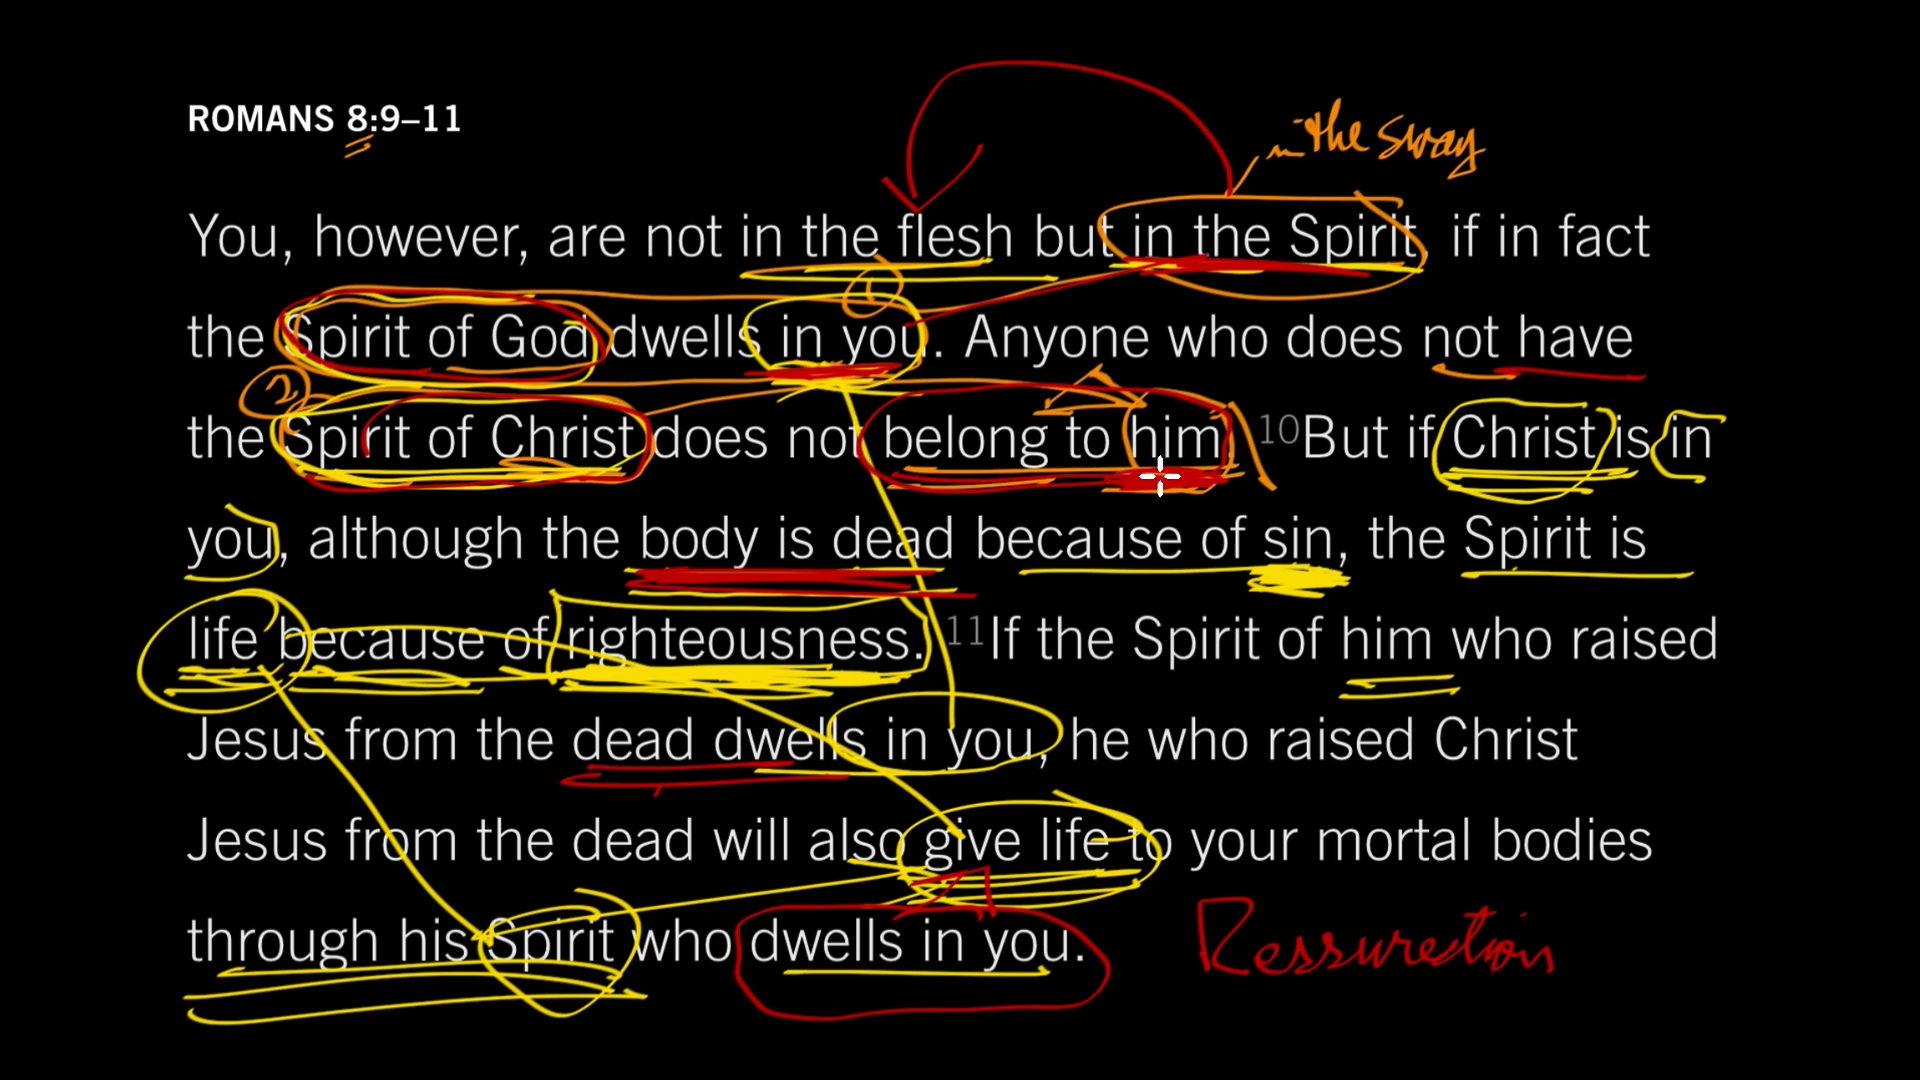 ROMANS 8:9–11
in the sway
You, however, are not in the flesh but in the Spirit, if in fact
1
the Spirit of God dwells in you. Anyone who does not have
2
the Spirit of Christ does not belong to him. 10But if Christ is in
you, although the body is dead because of sin, the Spirit is
life because of righteousness. 11If the Spirit of him who raised
Jesus from the dead dwells in you, he who raised Christ
Jesus from the dead will also give life to your mortal bodies
through his Spirit who dwells in you.
Ressurection